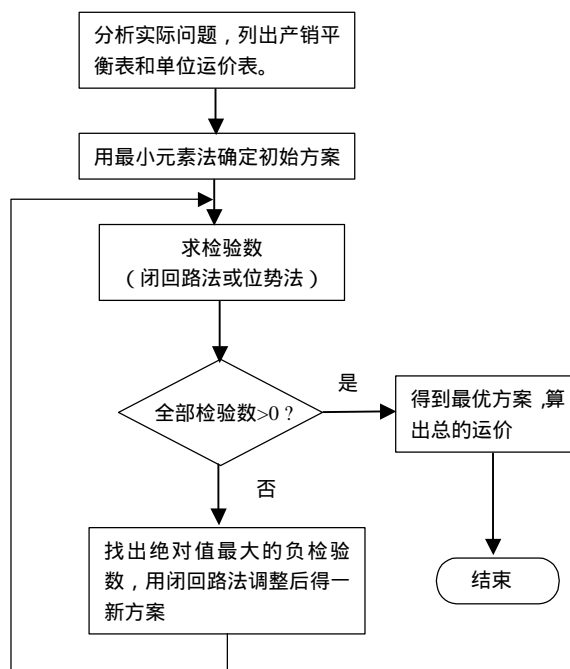 分析实际问题，列出产销平
衡表和单位运价表。
用最小元素法确定初始方案
求检验数
（闭回路法或位势法）
全部检验数>0？
是
得到最优方案,算
出总的运价
否
找出绝对值最大的负检验
数，用闭回路法调整后得一
新方案
结束